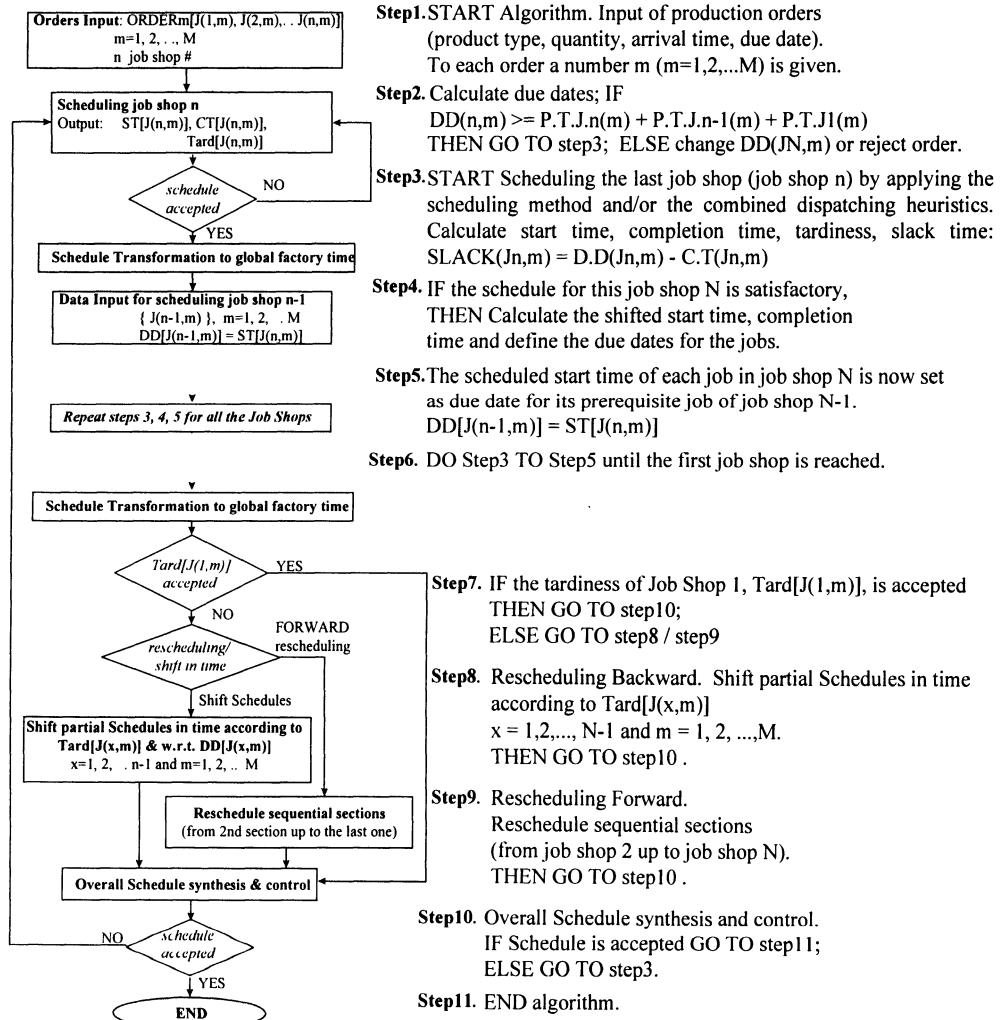 Orders Input: ORDERm[J(1,m), J(2,m),. . J(n,m)]
m=1, 2, . ., M
n job shop #
Scheduling job shop n
Output: ST[J(n,m)], CT[J(n,m)],
Tard[J(n,m)]
schedule
accepted
NO
YES
Schedule Transformation to global factory time
Data Input for scheduling job shop n-1
{ J(n-1,m) }, m=1, 2, . M
DD[J(n-1,m)] = ST[J(n,m)]
Repeat steps 3, 4, 5 for all the Job Shops
Schedule Transformation to global factory time
Tard[J(1,m)]
accepted
YES
NO
rescheduling/
shift in time
FORWARD
rescheduling
Shift Schedules
Shift partial Schedules in time according to
Tard[J(x,m)] & w.r.t. DD[J(x,m)]
x=1, 2, . n-1 and m=1, 2, .. M
Reschedule sequential sections
(from 2nd section up to the last one)
Overall Schedule synthesis & control
NO
schedule
accepted
YES
END
Step1. START Algorithm. Input of production orders
(product type, quantity, arrival time, due date).
To each order a number m (m=1,2,...M) is given.
Step2. Calculate due dates; IF
DD(n,m) >= P.T.J.n(m) + P.T.J.n-1(m) + P.T.J1(m)
THEN GO TO step3; ELSE change DD(JN,m) or reject order.
Step3. START Scheduling the last job shop (job shop n) by applying the
scheduling method and/or the combined dispatching heuristics.
Calculate start time, completion time, tardiness, slack time:
SLACK(Jn,m) = D.D(Jn,m) - C.T(Jn,m)
Step4. IF the schedule for this job shop N is satisfactory,
THEN Calculate the shifted start time, completion
time and define the due dates for the jobs.
Step5. The scheduled start time of each job in job shop N is now set
as due date for its prerequisite job of job shop N-1.
DD[J(n-1,m)] = ST[J(n,m)]
Step6. DO Step3 TO Step5 until the first job shop is reached.
Step7. IF the tardiness of Job Shop 1, Tard[J(1,m)], is accepted
THEN GO TO step10;
ELSE GO TO step8 / step9
Step8. Rescheduling Backward. Shift partial Schedules in time
according to Tard[J(x,m)]
x = 1,2,..., N-1 and m = 1, 2, ...,M.
THEN GO TO step10 .
Step9. Rescheduling Forward.
Reschedule sequential sections
(from job shop 2 up to job shop N).
THEN GO TO step10 .
Step10. Overall Schedule synthesis and control.
IF Schedule is accepted GO TO step11;
ELSE GO TO step3.
Step11. END algorithm.